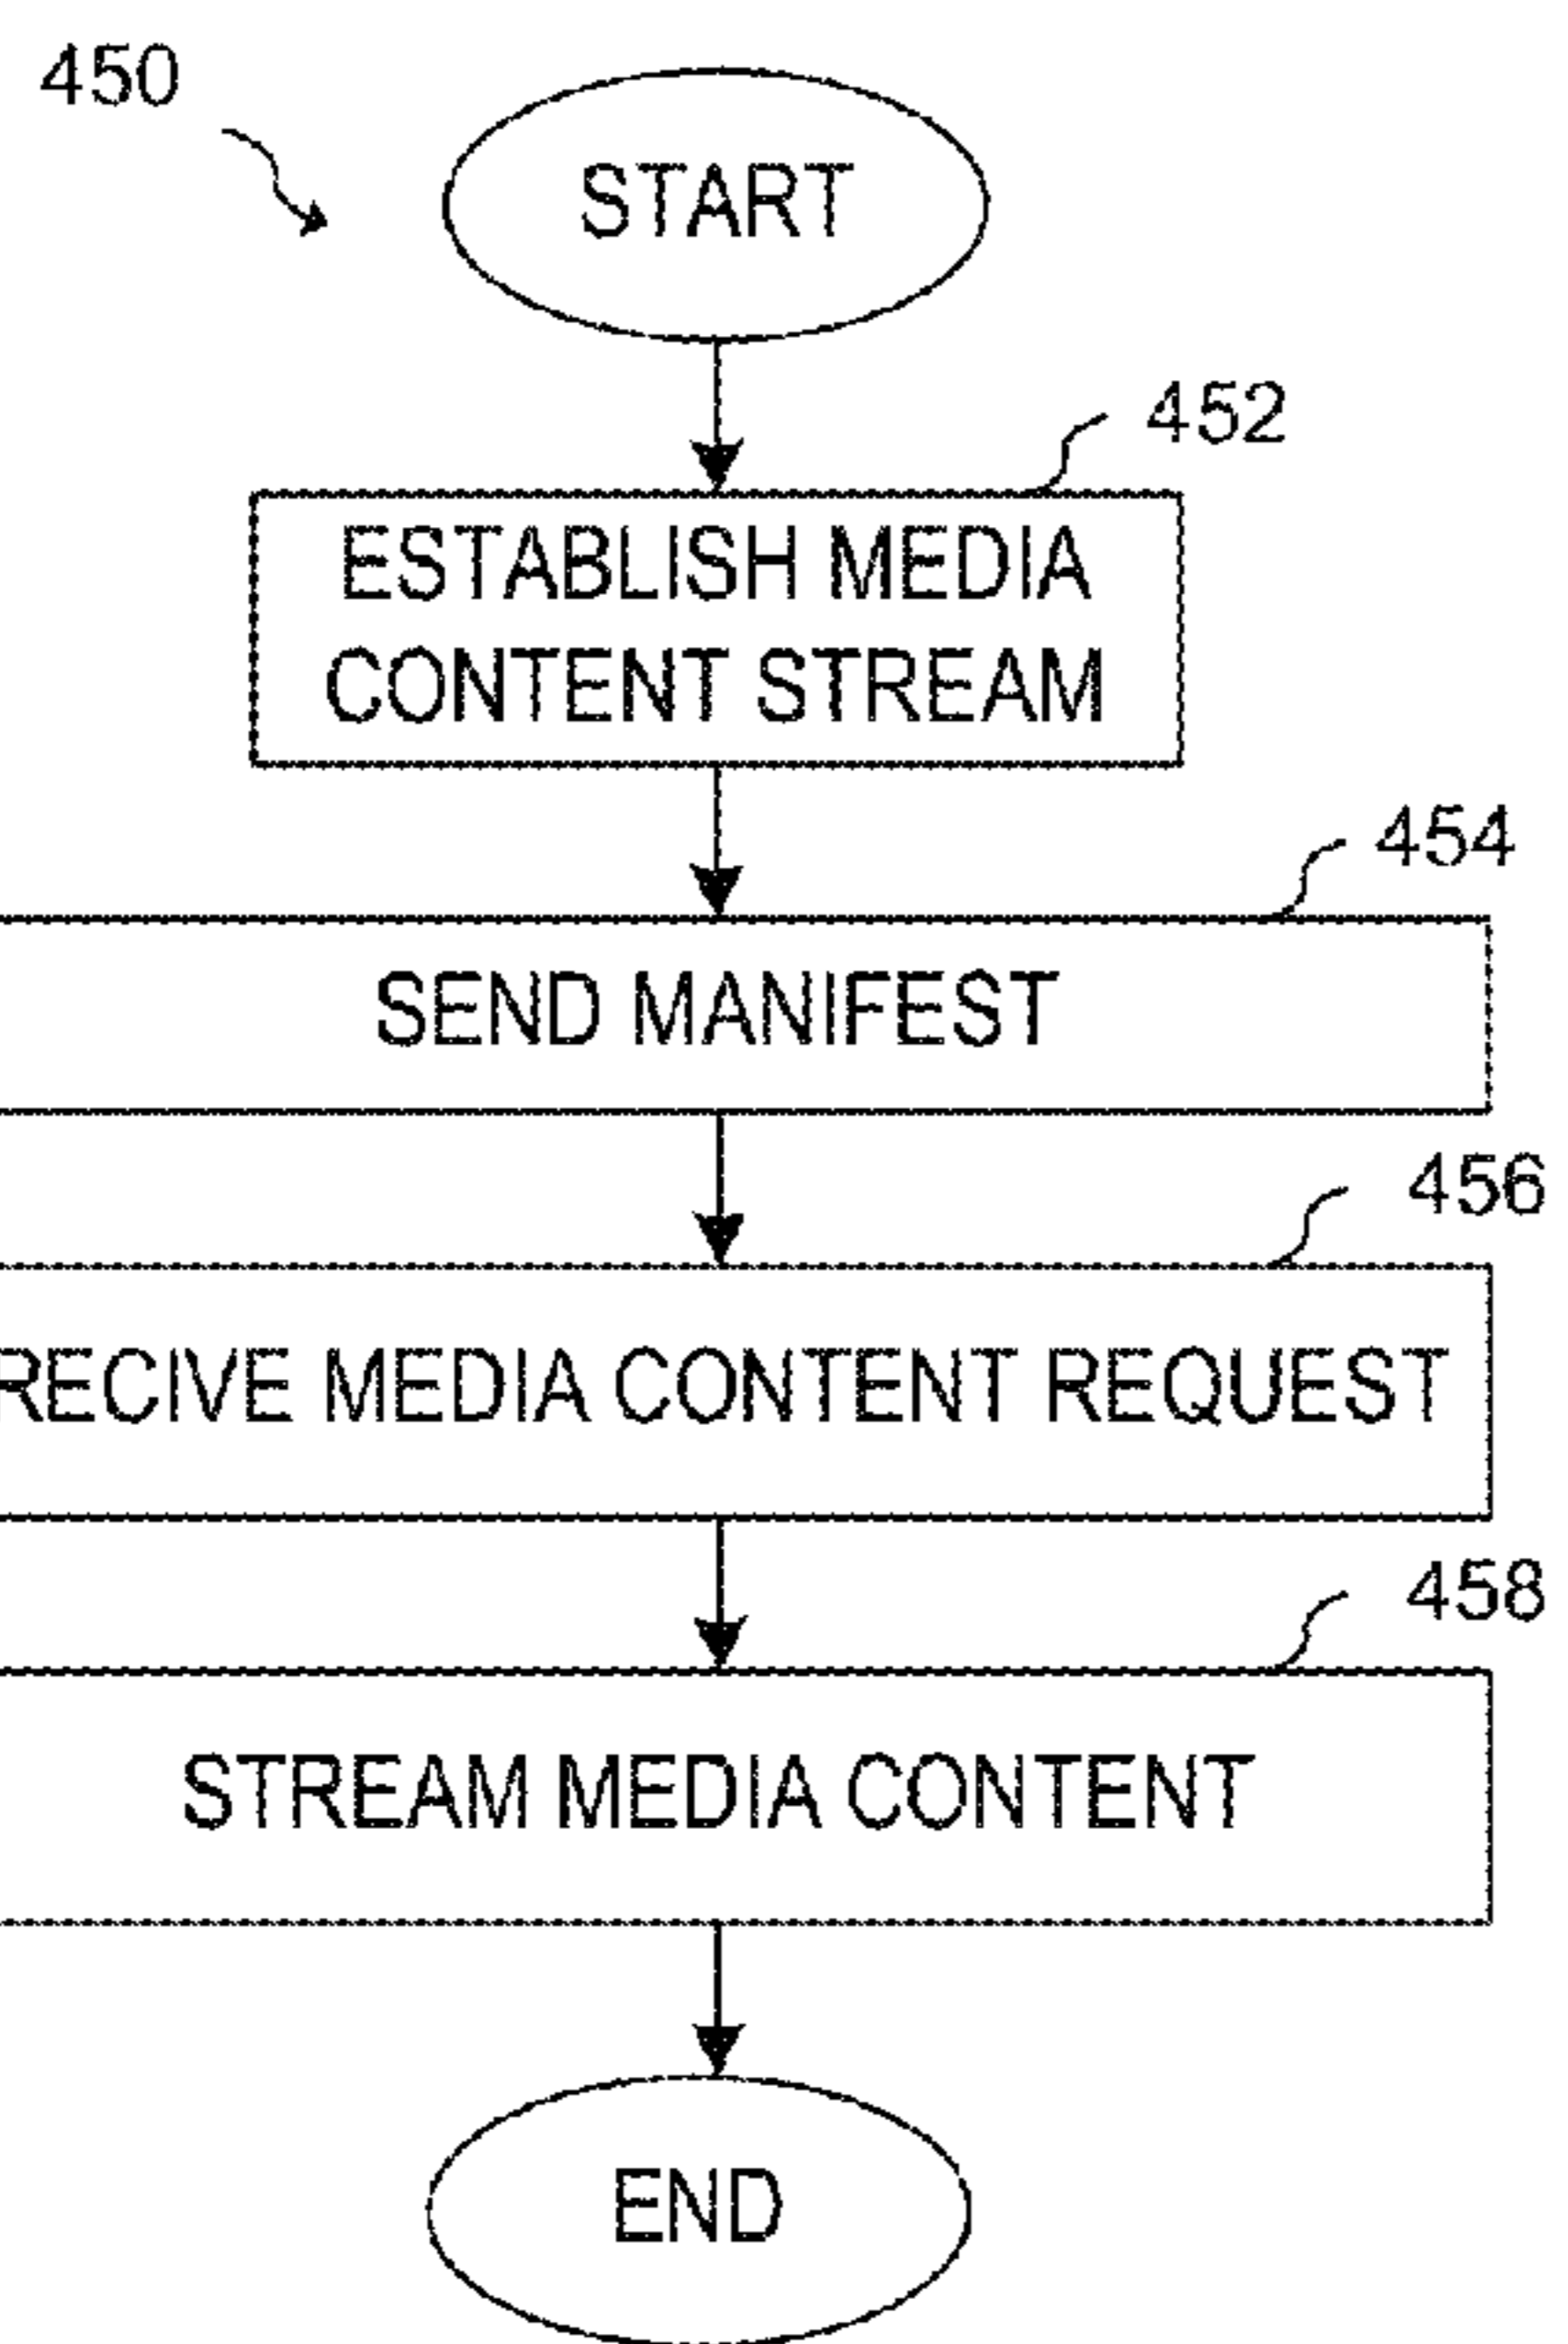 450
START
452
ESTABLISH MEDIA
CONTENT STREAM
454
SEND MANIFEST
456
RECIVE MEDIA CONTENT REQUEST
458
STREAM MEDIA CONTENT
END